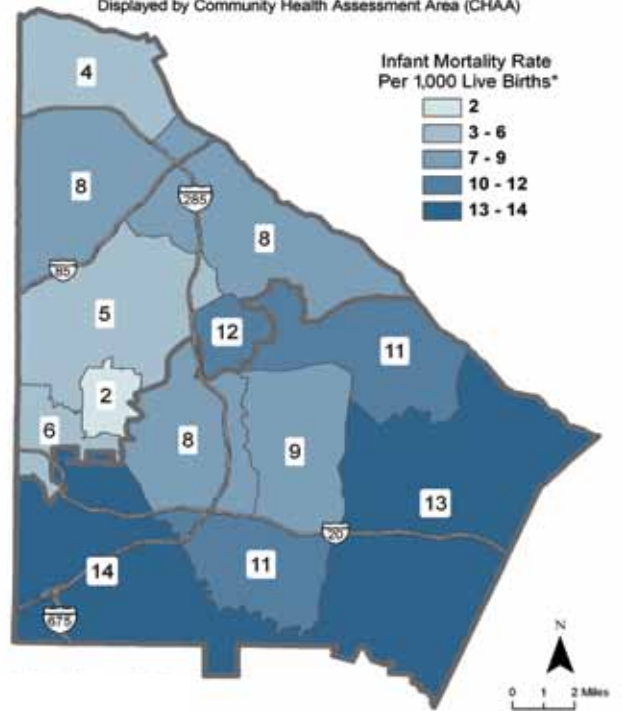 Displayed by Community Health Assessment Area (CHAA)
Infant Mortality Rate
Per 1,000 Live Births*
2
3 - 6
7 - 9
10 - 12
13 - 14
4
8
285
8
85
5
12
11
2
6
8
9
13
20
14
11
675
N
0 1 2 Miles